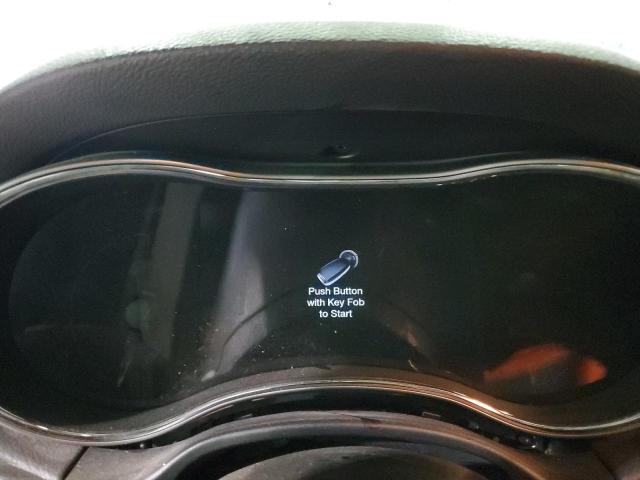 Push Button
with Key Fob
to Start